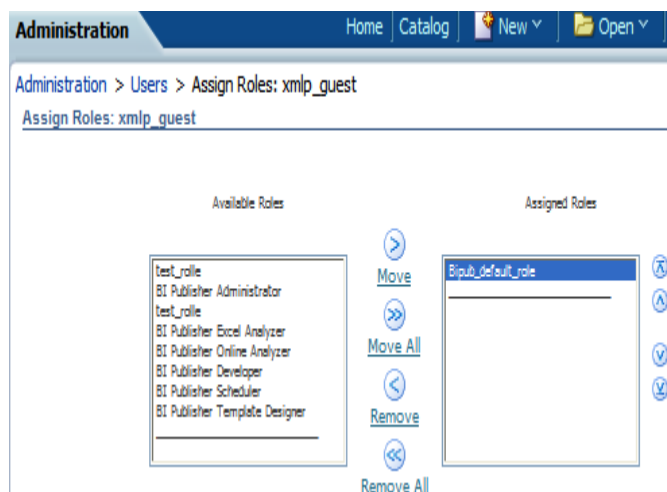 Administration
Home Catalog New Open
Administration > Users > Assign Roles: xmlp_guest
Assign Roles: xmlp_guest
Available Roles
Assigned Roles
test_rolle
BI Publisher Administrator
test_rolle
BI Publisher Excel Analyzer
BI Publisher Online Analyzer
BI Publisher Developer
BI Publisher Scheduler
BI Publisher Template Designer
Move
Move All
Remove
Remove All
Bipub_default_role